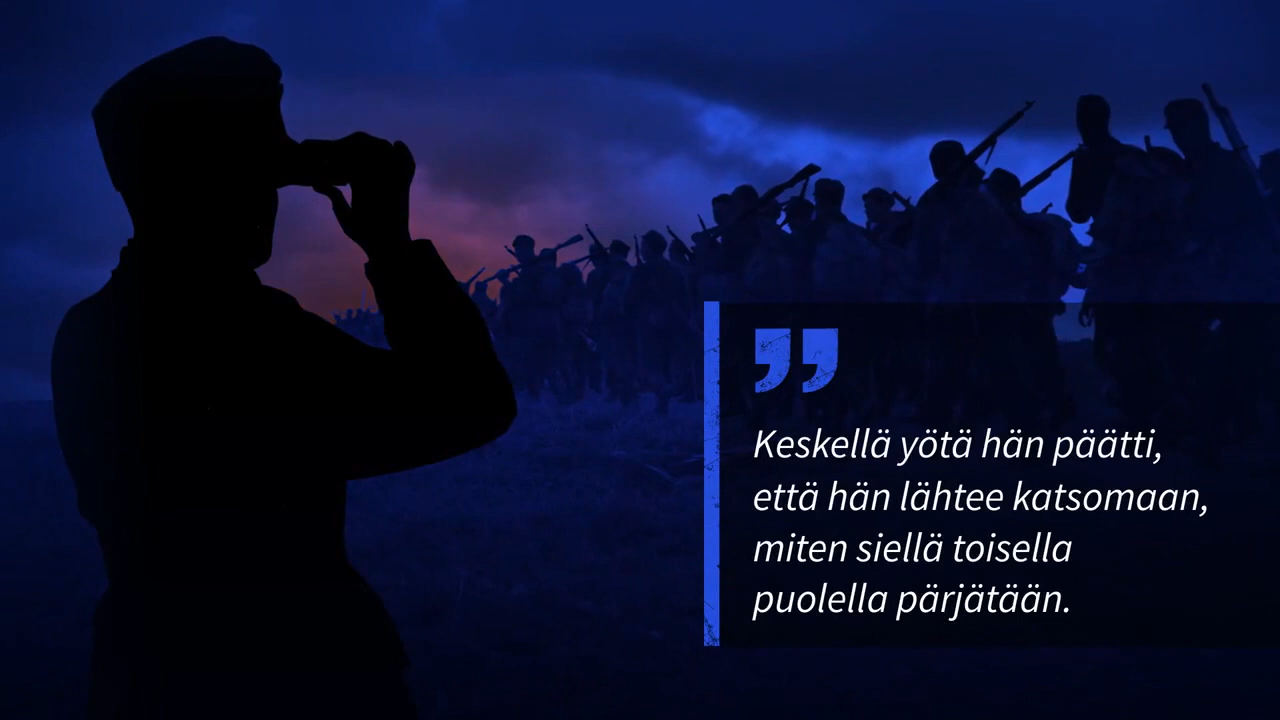 ”
Keskellä yötä hän päätti,
että hän lähtee katsomaan,
miten siellä toisella
puolella pärjätään.